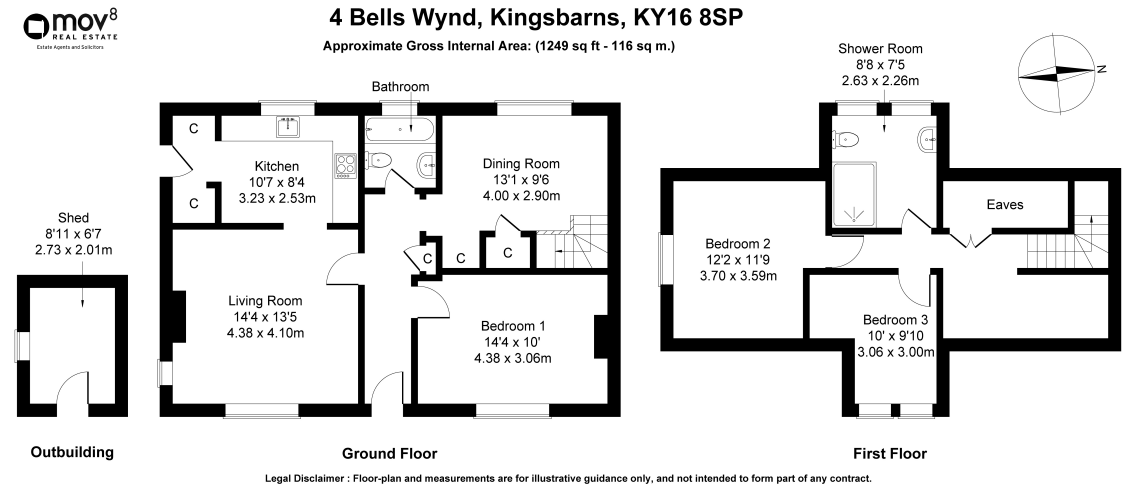 mov8
REAL ESTATE
Estate Agents and Solicitors
4 Bells Wynd, Kingsbarns, KY16 8SP
Approximate Gross Internal Area: (1249 sq ft - 116 sq m.)
N
Shed
8'11 x 6'7
2.73 x 2.01m
Outbuilding
C
C
Kitchen
10'7 x 8'4
3.23 x 2.53m
Bathroom
Dining Room
13'1 x 9'6
4.00 x 2.90m
C
C
C
Living Room
14'4 x 13'5
4.38 x 4.10m
Bedroom 1
14'4 x 10'
4.38 x 3.06m
Ground Floor
Shower Room
8'8 x 7'5
2.63 x 2.26m
Eaves
Bedroom 2
12'2 x 11'9
3.70 x 3.59m
Bedroom 3
10' x 9'10
3.06 x 3.00m
First Floor
Legal Disclaimer : Floor-plan and measurements are for illustrative guidance only, and not intended to form part of any contract.